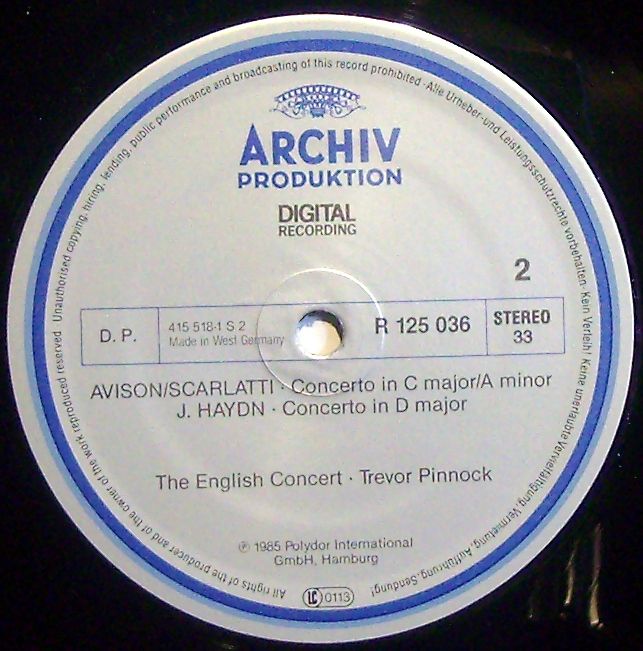 Unauthorised copying, hiring, lending, public performance and broadcasting of this record prohibited · Alle Urheber- und Leistungsschutzrechte vorbehalten · Kein Verleih! Keine unerlaubte Vervielfältigung, Vermietung, Aufführung, Sendung!
ARCHIV
PRODUKTION
DIGITAL
RECORDING
2
D. P.
415 518-1 S 2
Made in West Germany
R 125 036
STEREO
33
AVISON/SCARLATTI · Concerto in C major/A minor
J. HAYDN · Concerto in D major
The English Concert · Trevor Pinnock
℗ 1985 Polydor International
GmbH, Hamburg
LC 0113
All rights of the producer and of the owner of the work reproduced reserved